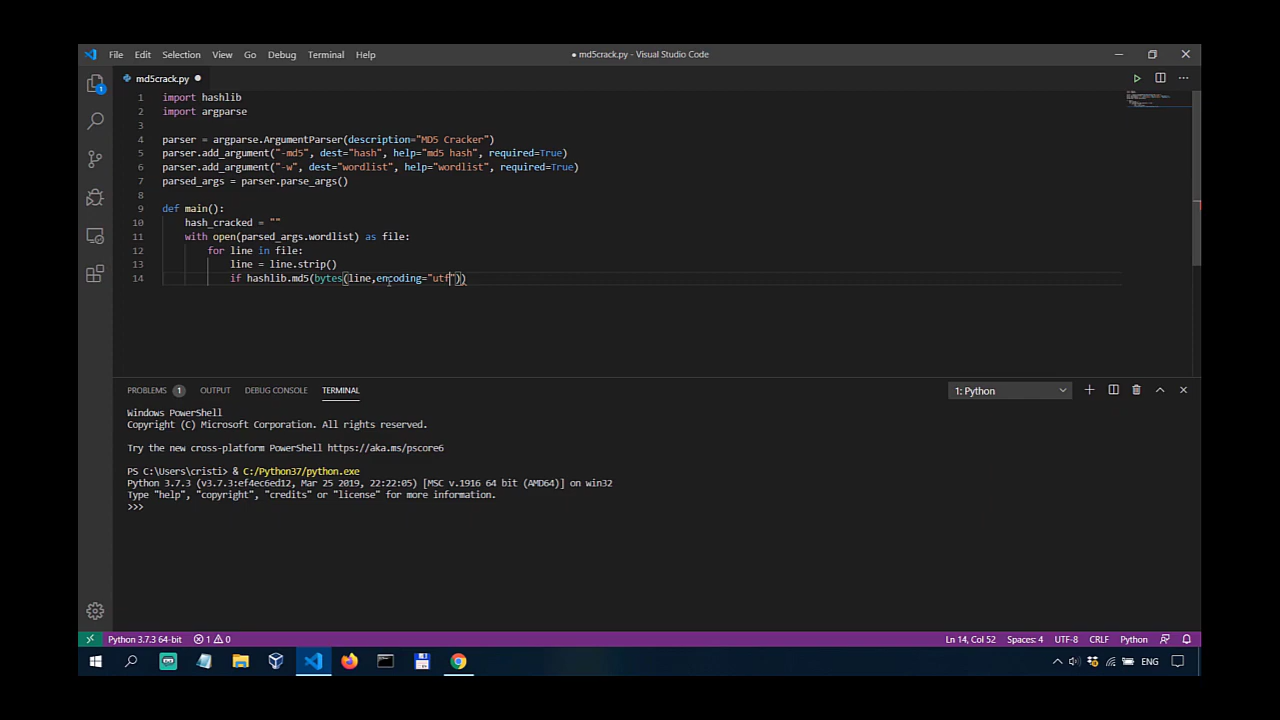 File Edit Selection View Go Debug Terminal Help
● md5crack.py - Visual Studio Code
md5crack.py
1 import hashlib
2 import argparse
3
4 parser = argparse.ArgumentParser(description="MD5 Cracker")
5 parser.add_argument("-md5", dest="hash", help="md5 hash", required=True)
6 parser.add_argument("-w", dest="wordlist", help="wordlist", required=True)
7 parsed_args = parser.parse_args()
8
9 def main():
10 hash_cracked = ""
11 with open(parsed_args.wordlist) as file:
12 for line in file:
13 line = line.strip()
14 if hashlib.md5(bytes(line,encoding="utf"))
1
PROBLEMS 1 OUTPUT DEBUG CONSOLE TERMINAL 1: Python
Windows PowerShell
Copyright (C) Microsoft Corporation. All rights reserved.
Try the new cross-platform PowerShell https://aka.ms/pscore6
PS C:\Users\cristi> & C:/Python37/python.exe
Python 3.7.3 (v3.7.3:ef4ec6ed12, Mar 25 2019, 22:22:05) [MSC v.1916 64 bit (AMD64)] on win32
Type "help", "copyright", "credits" or "license" for more information.
>>>
Python 3.7.3 64-bit 1 0 Ln 14, Col 52 Spaces: 4 UTF-8 CRLF Python
ENG